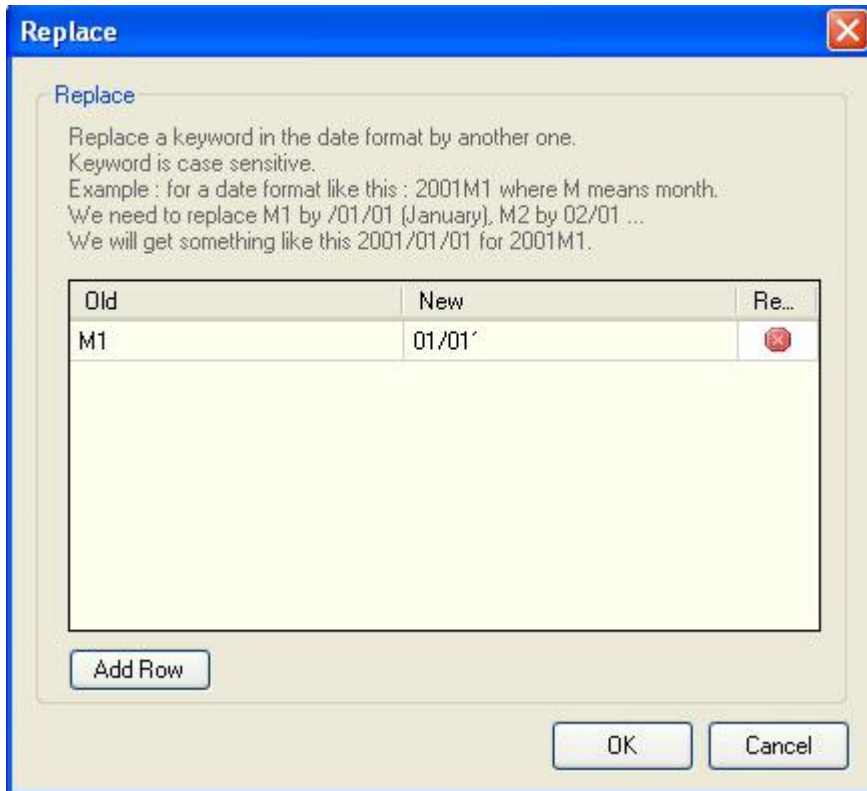 Replace
Replace
Replace a keyword in the date format by another one.
Keyword is case sensitive.
Example : for a date format like this : 2001M1 where M means month.
We need to replace M1 by /01/01 (January), M2 by 02/01 ...
We will get something like this 2001/01/01 for 2001M1.
Old New Re...
M1 01/01´
Add Row
OK Cancel